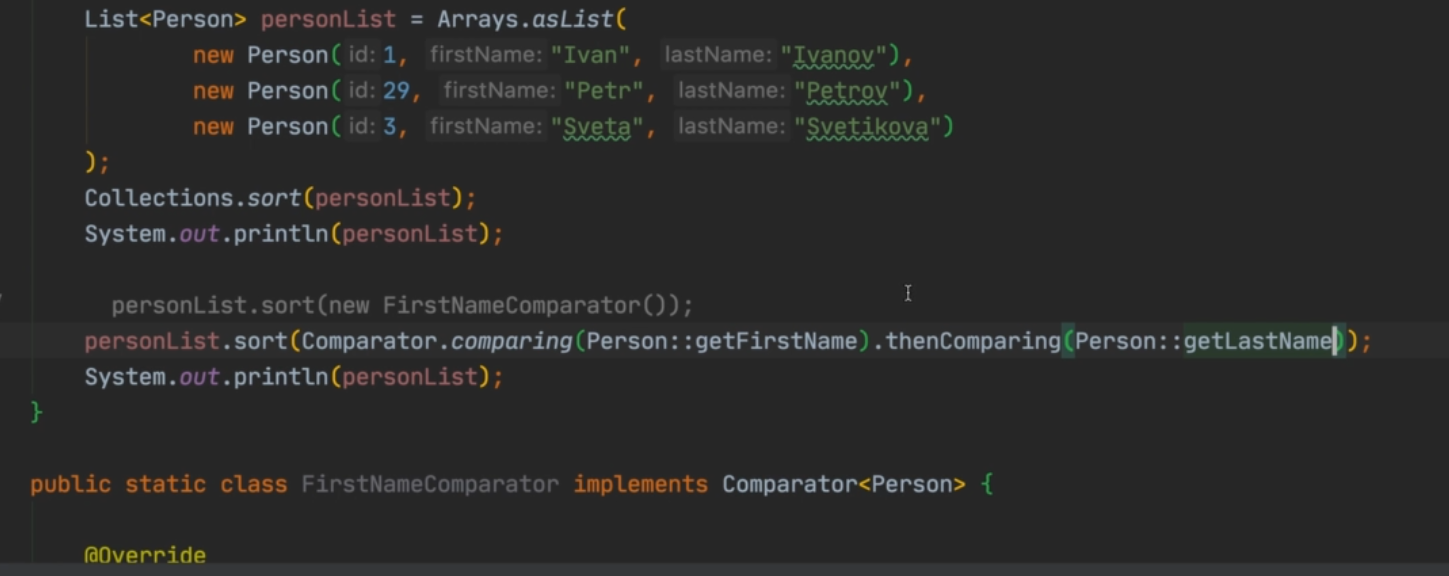 List<Person> personList = Arrays.asList(
new Person( id: 1, firstName: "Ivan", lastName: "Ivanov"),
new Person( id: 29, firstName: "Petr", lastName: "Petrov"),
new Person( id: 3, firstName: "Sveta", lastName: "Svetikova")
);
Collections.sort(personList);
System.out.println(personList);
personList.sort(new FirstNameComparator());
personList.sort(Comparator.comparing(Person::getFirstName).thenComparing(Person::getLastName));
System.out.println(personList);
}
public static class FirstNameComparator implements Comparator<Person> {
@Override